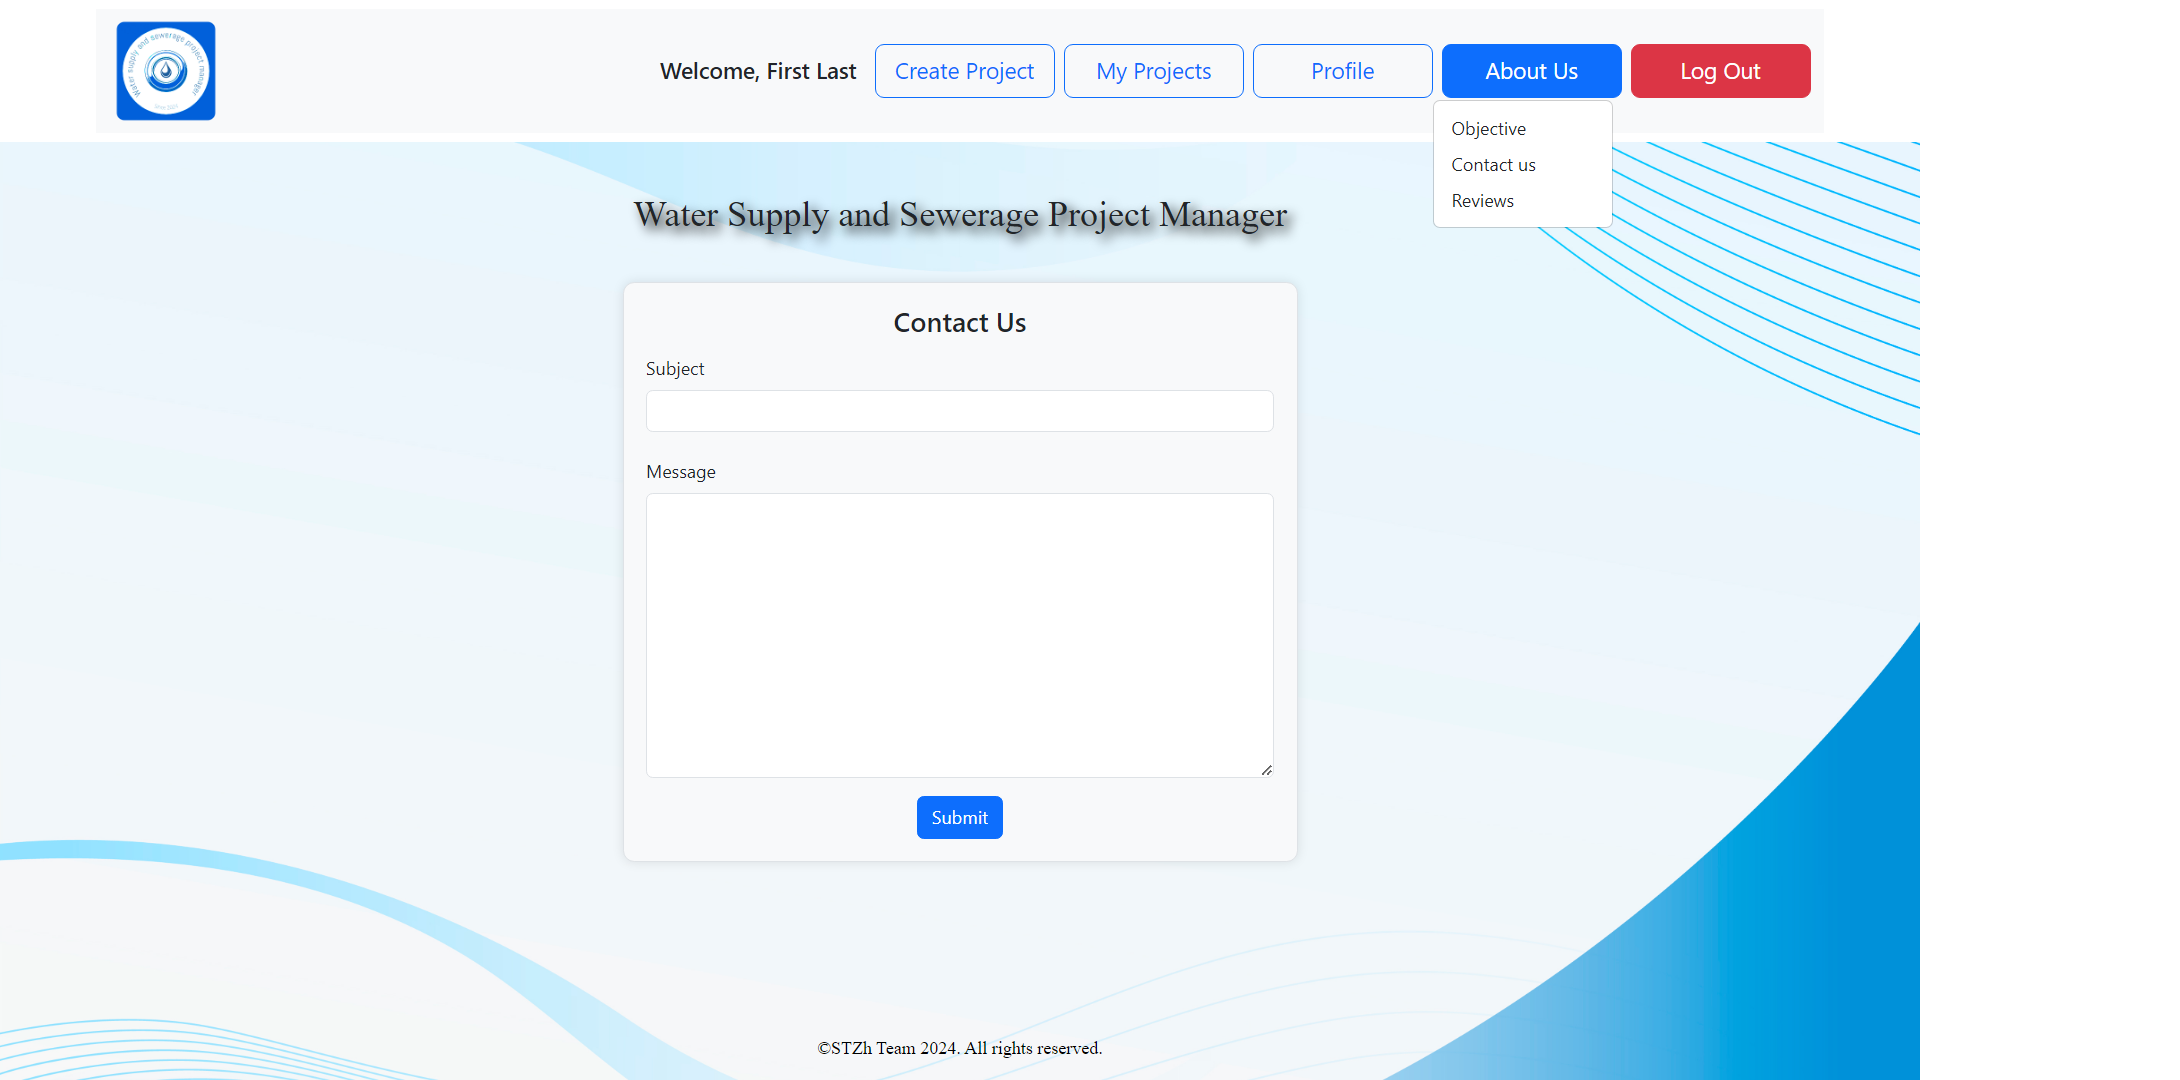 Water supply and sewerage project manager
Since 2024
Welcome, First Last
Create Project
My Projects
Profile
About Us
Log Out
Objective
Contact us
Reviews
Water Supply and Sewerage Project Manager
Contact Us
Subject
Message
Submit
©STZh Team 2024. All rights reserved.